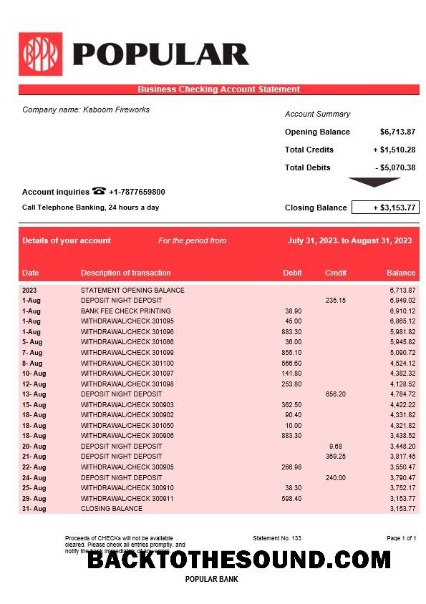 BPPR POPULAR
Business Checking Account Statement
Company name: Kaboom Fireworks
Account Summary
Opening Balance $6,713.87
Total Credits + $1,510.28
Total Debits - $5,070.38
Account inquiries ☎ +1-7877659800
Call Telephone Banking, 24 hours a day
Closing Balance + $3,153.77
Details of your account For the period from July 31, 2023. to August 31, 2023
Date Description of transaction Debit Credit Balance
2023 STATEMENT OPENING BALANCE 6,713.87
1-Aug DEPOSIT NIGHT DEPOSIT 235.15 6,949.02
1-Aug BANK FEE CHECK PRINTING 38.90 6,910.12
1-Aug WITHDRAWAL/CHECK 301095 45.00 6,865.12
1-Aug WITHDRAWAL/CHECK 301096 883.30 5,981.82
5- Aug WITHDRAWAL/CHECK 301086 36.00 5,945.82
7- Aug WITHDRAWAL/CHECK 301099 855.10 5,090.72
8- Aug WITHDRAWAL/CHECK 301100 566.60 4,524.12
10- Aug WITHDRAWAL/CHECK 301097 141.80 4,382.32
12- Aug WITHDRAWAL/CHECK 301098 253.80 4,128.52
13- Aug DEPOSIT NIGHT DEPOSIT 656.20 4,784.72
15- Aug WITHDRAWAL/CHECK 300903 362.50 4,422.22
18- Aug WITHDRAWAL/CHECK 300902 90.40 4,331.82
18- Aug WITHDRAWAL/CHECK 301050 10.00 4,321.82
18- Aug WITHDRAWAL/CHECK 300906 883.30 3,438.52
20- Aug DEPOSIT NIGHT DEPOSIT 9.68 3,448.20
21- Aug DEPOSIT NIGHT DEPOSIT 369.25 3,817.45
22- Aug WITHDRAWAL/CHECK 300905 266.98 3,550.47
24- Aug DEPOSIT NIGHT DEPOSIT 240.00 3,790.47
25- Aug WITHDRAWAL/CHECK 300910 38.30 3,752.17
29- Aug WITHDRAWAL/CHECK 300911 598.40 3,153.77
31- Aug CLOSING BALANCE 3,153.77
Proceeds of CHECKs will not be available Statement No. 133 Page 1 of 1
cleared. Please check all entries promptly, and
notify the bank
BACKTOTHESOUND.COM
POPULAR BANK